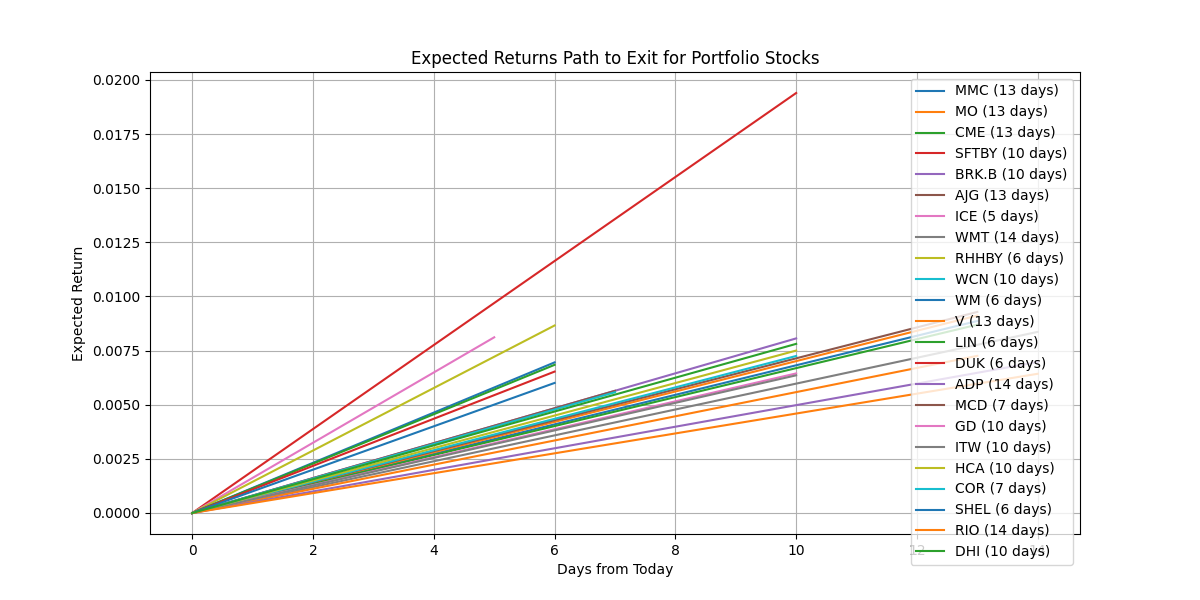 Expected Returns Path to Exit for Portfolio Stocks
0.0200
0.0175
0.0150
0.0125
0.0100
0.0075
0.0050
0.0025
0.0000
Expected Return
MMC (13 days)
MO (13 days)
CME (13 days)
SFTBY (10 days)
BRK.B (10 days)
AJG (13 days)
ICE (5 days)
WMT (14 days)
RHHBY (6 days)
WCN (10 days)
WM (6 days)
V (13 days)
LIN (6 days)
DUK (6 days)
ADP (14 days)
MCD (7 days)
GD (10 days)
ITW (10 days)
HCA (10 days)
COR (7 days)
SHEL (6 days)
RIO (14 days)
DHI (10 days)
0 2 4 6 8 10 12
Days from Today